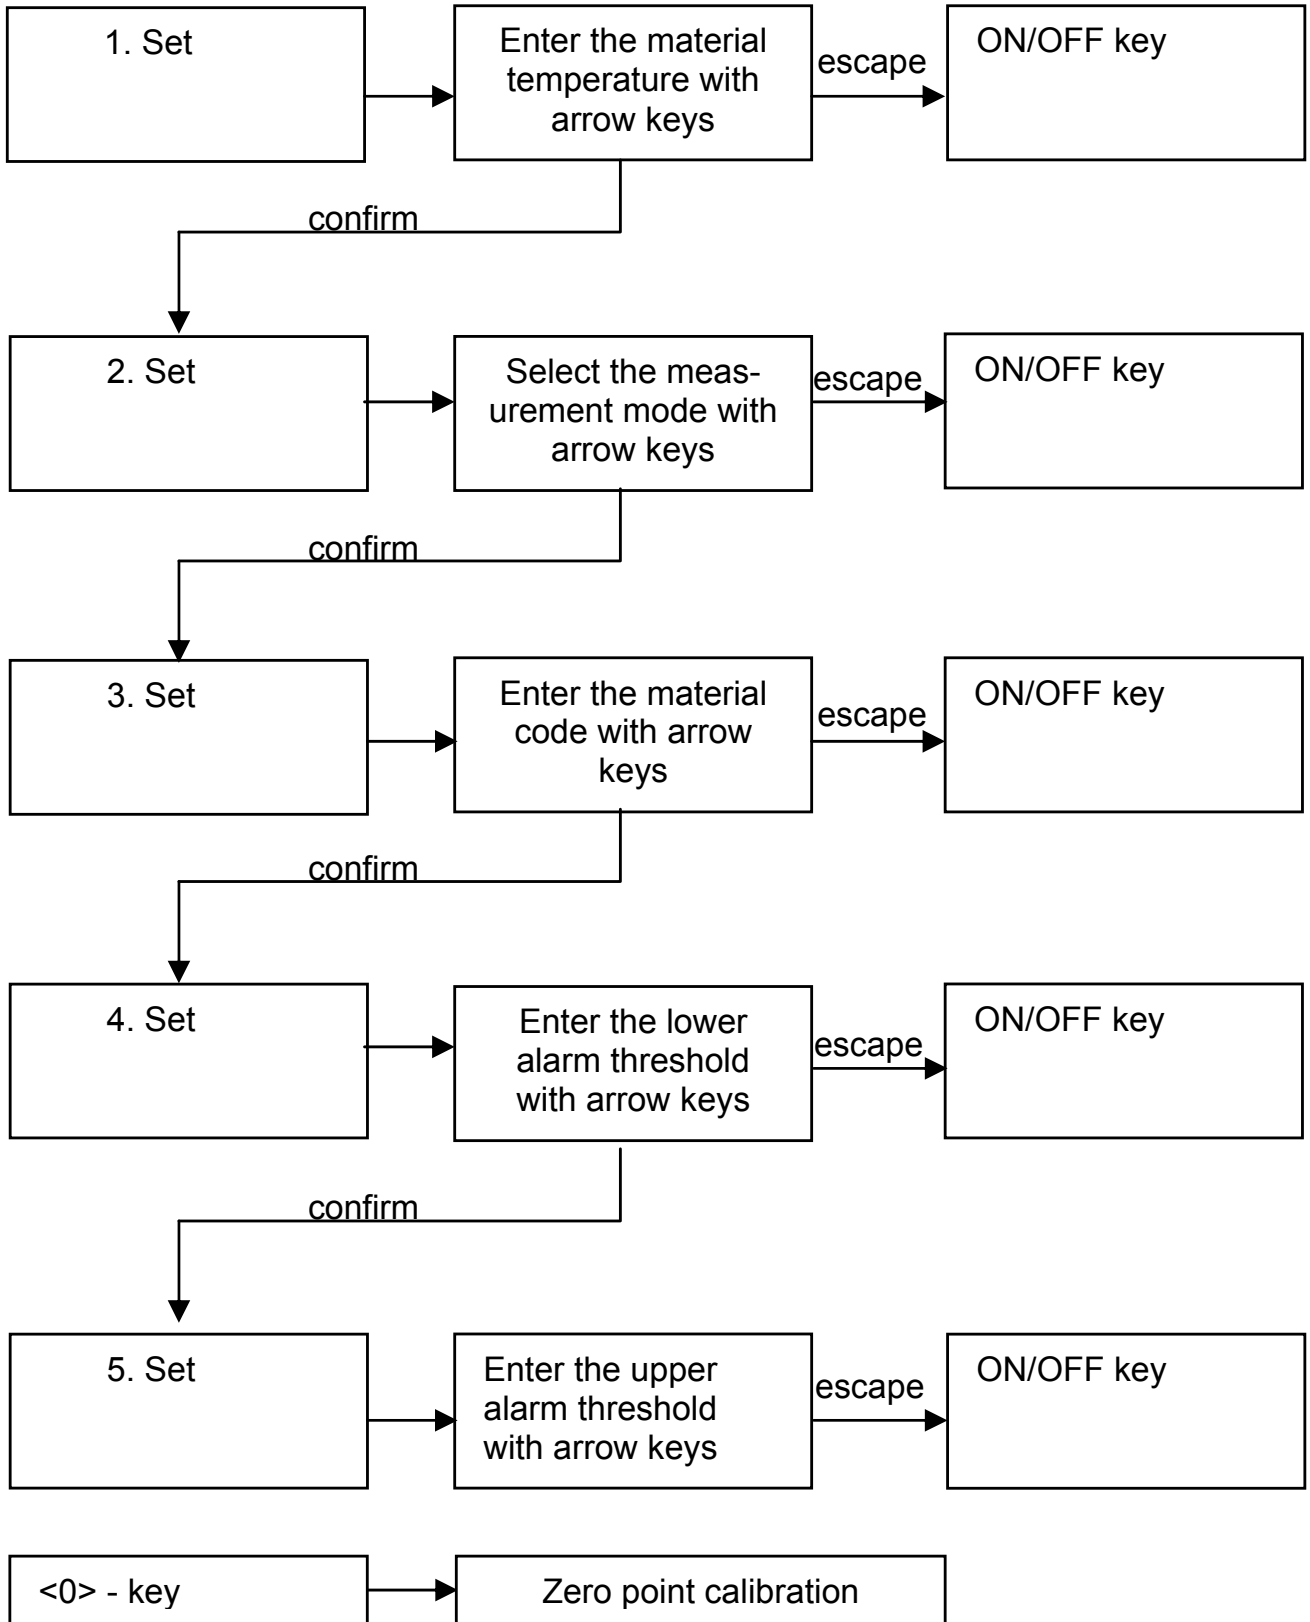 1. Set
Enter the material
temperature with
arrow keys
escape
ON/OFF key
confirm
2. Set
Select the meas-
urement mode with
arrow keys
escape
ON/OFF key
confirm
3. Set
Enter the material
code with arrow
keys
escape
ON/OFF key
confirm
4. Set
Enter the lower
alarm threshold
with arrow keys
escape
ON/OFF key
confirm
5. Set
Enter the upper
alarm threshold
with arrow keys
escape
ON/OFF key
<0> - key
Zero point calibration